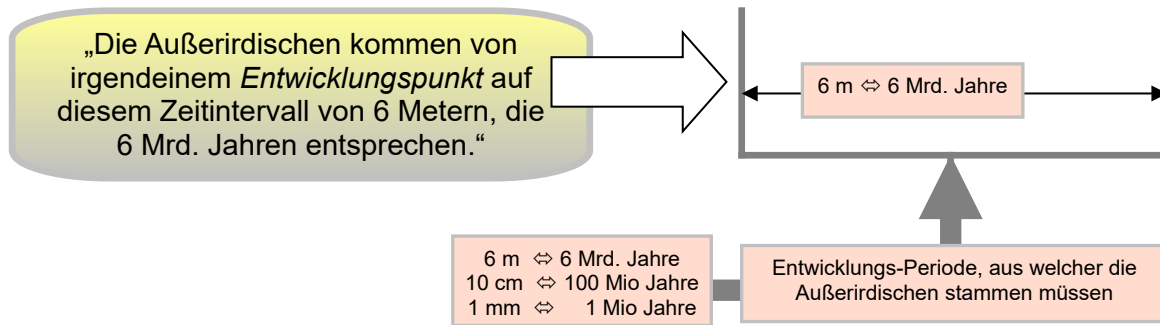 „Die Außerirdischen kommen von
irgendeinem Entwicklungspunkt auf
diesem Zeitintervall von 6 Metern, die
6 Mrd. Jahren entsprechen.“
6 m ⇔ 6 Mrd. Jahre
6 m ⇔ 6 Mrd. Jahre
10 cm ⇔ 100 Mio Jahre
1 mm ⇔ 1 Mio Jahre
Entwicklungs-Periode, aus welcher die
Außerirdischen stammen müssen